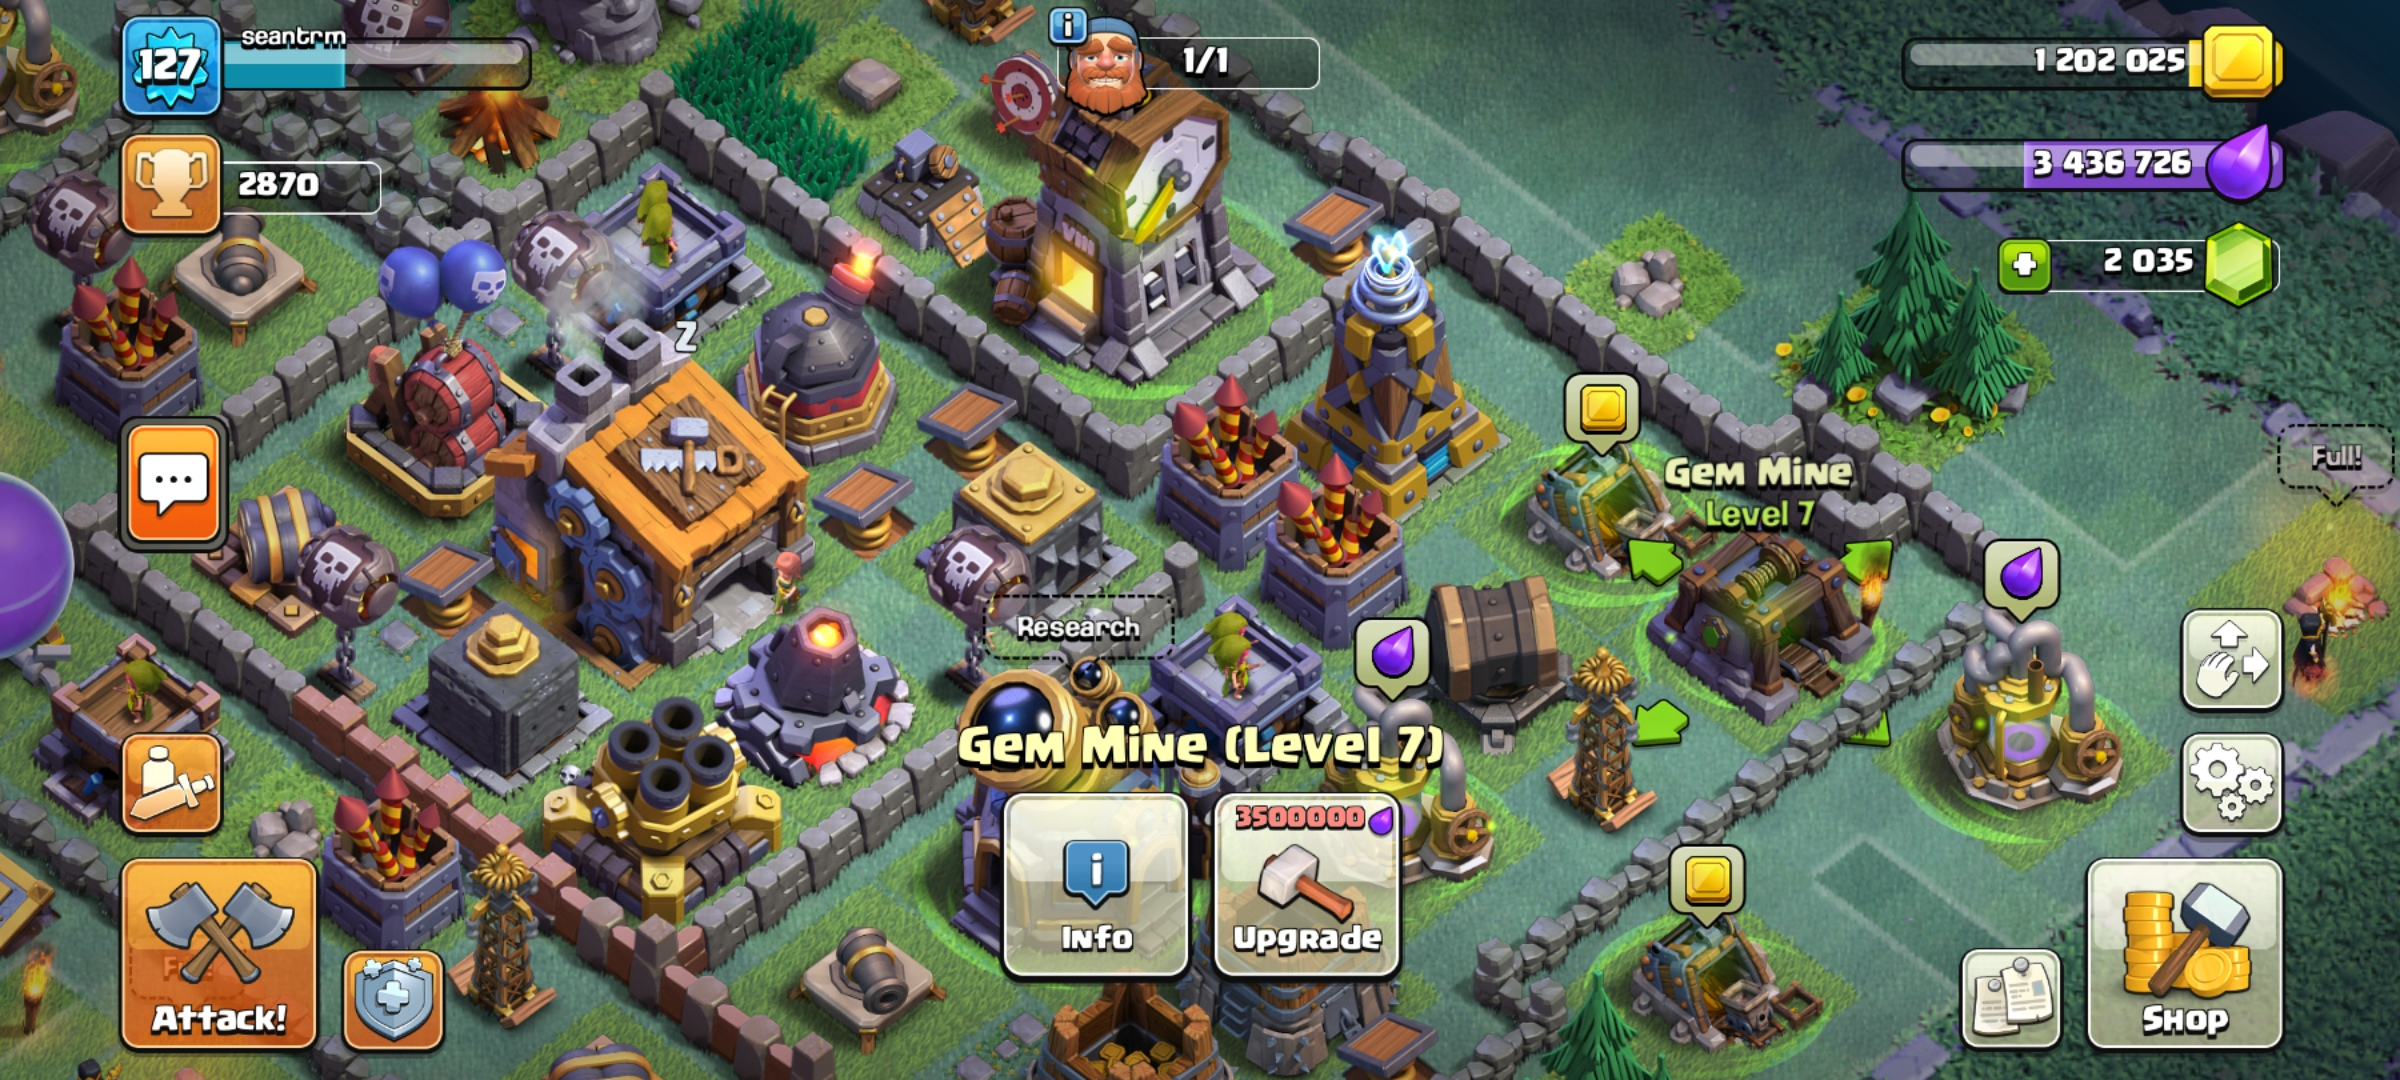 127
seantrm
1/1
1 202 025
2870
3 436 726
2 035
VIII
Z
Gem Mine
Level 7
Full!
Research
Gem Mine (Level 7)
3500000
Info
Upgrade
Attack!
Shop